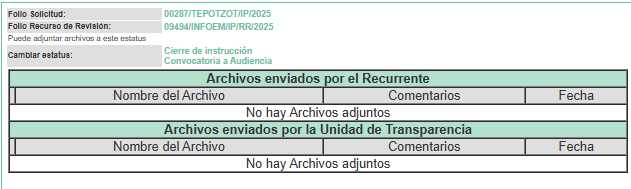 Folio Solicitud: 00287/TEPOTZOT/IP/2025
Folio Recurso de Revisión: 09494/INFOEM/IP/RR/2025
Puede adjuntar archivos a este estatus
Cambiar estatus: Cierre de instrucción
Convocatoria a Audiencia
Archivos enviados por el Recurrente
Nombre del Archivo Comentarios Fecha
No hay Archivos adjuntos
Archivos enviados por la Unidad de Transparencia
Nombre del Archivo Comentarios Fecha
No hay Archivos adjuntos